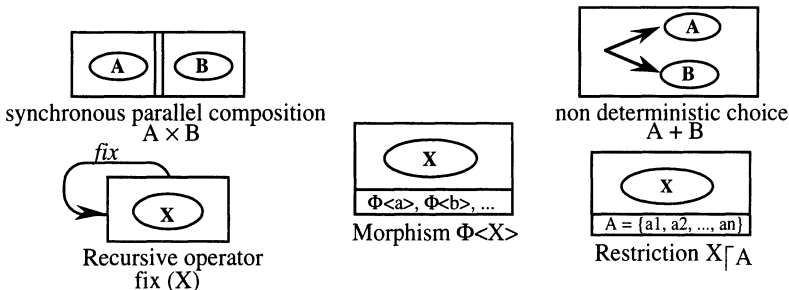 A
B
synchronous parallel composition
A × B
A
B
non deterministic choice
A + B
fix
X
Recursive operator
fix (X)
X
Φ<a>, Φ<b>, ...
Morphism Φ<X>
X
A = {a1, a2, ..., an}
Restriction X⌈A